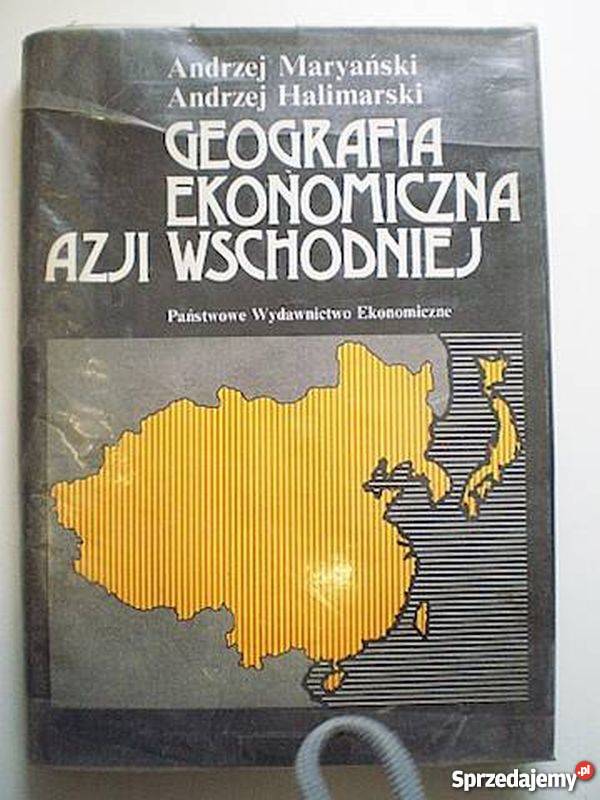 Andrzej Maryański
Andrzej Halimarski
GEOGRAFIA
EKONOMICZNA
AZJI WSCHODNIEJ
Państwowe Wydawnictwo Ekonomiczne
Sprzedajemy.pl